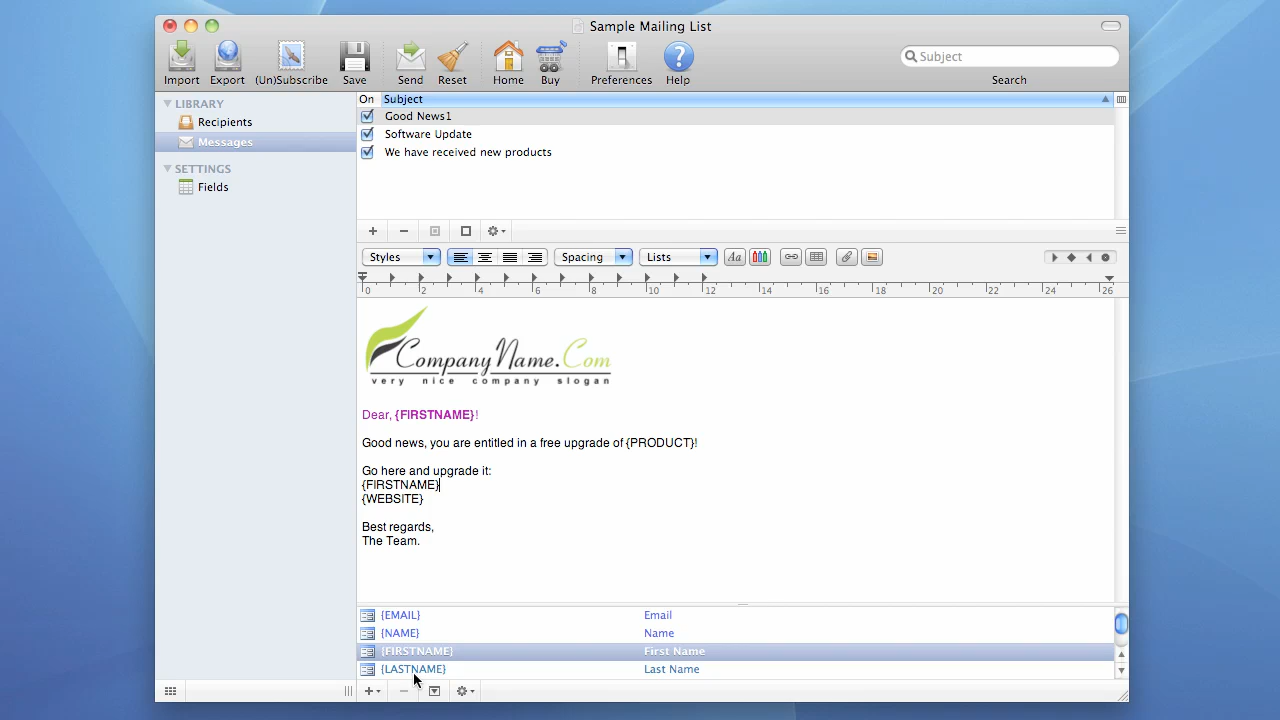 Sample Mailing List
Import Export (Un)Subscribe Save Send Reset Home Buy Preferences Help Search
Subject
LIBRARY
Recipients
Messages
SETTINGS
Fields
On Subject
Good News1
Software Update
We have received new products
Styles Spacing Lists Aa
0 2 4 6 8 10 12 14 16 18 20 22 24 26
CompanyName.Com
very nice company slogan
Dear, {FIRSTNAME}!
Good news, you are entitled in a free upgrade of {PRODUCT}!
Go here and upgrade it:
{FIRSTNAME}
{WEBSITE}
Best regards,
The Team.
{EMAIL} Email
{NAME} Name
{FIRSTNAME} First Name
{LASTNAME} Last Name